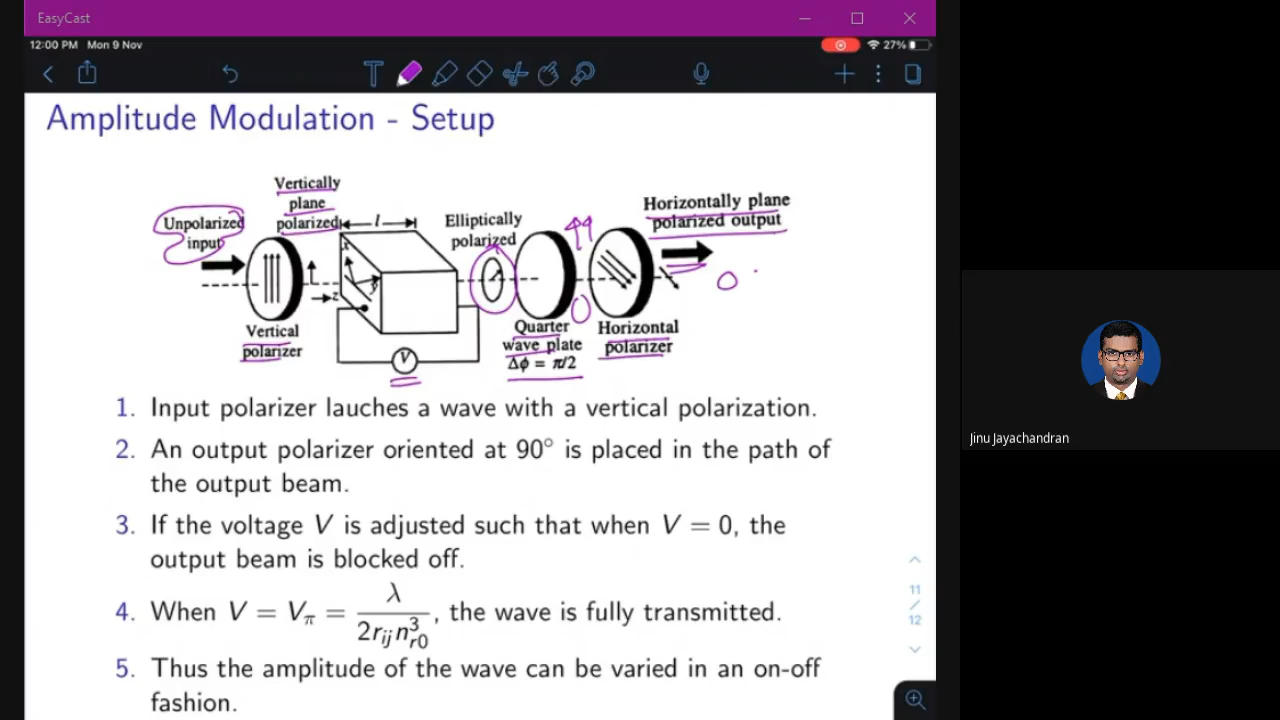 EasyCast
12:00 PM Mon 9 Nov
27%
Amplitude Modulation - Setup
Unpolarized
input
Vertically
plane
polarized
l
Elliptically
polarized
Horizontally plane
polarized output
x
y
z
Vertical
polarizer
V
Quarter
wave plate
Δϕ = π/2
Horizontal
polarizer
1. Input polarizer lauches a wave with a vertical polarization.
2. An output polarizer oriented at 90° is placed in the path of
the output beam.
3. If the voltage V is adjusted such that when V = 0, the
output beam is blocked off.
4. When V = Vπ = λ / 2rᵢⱼn³ᵣ₀, the wave is fully transmitted.
5. Thus the amplitude of the wave can be varied in an on-off
fashion.
11
/
12
Jinu Jayachandran